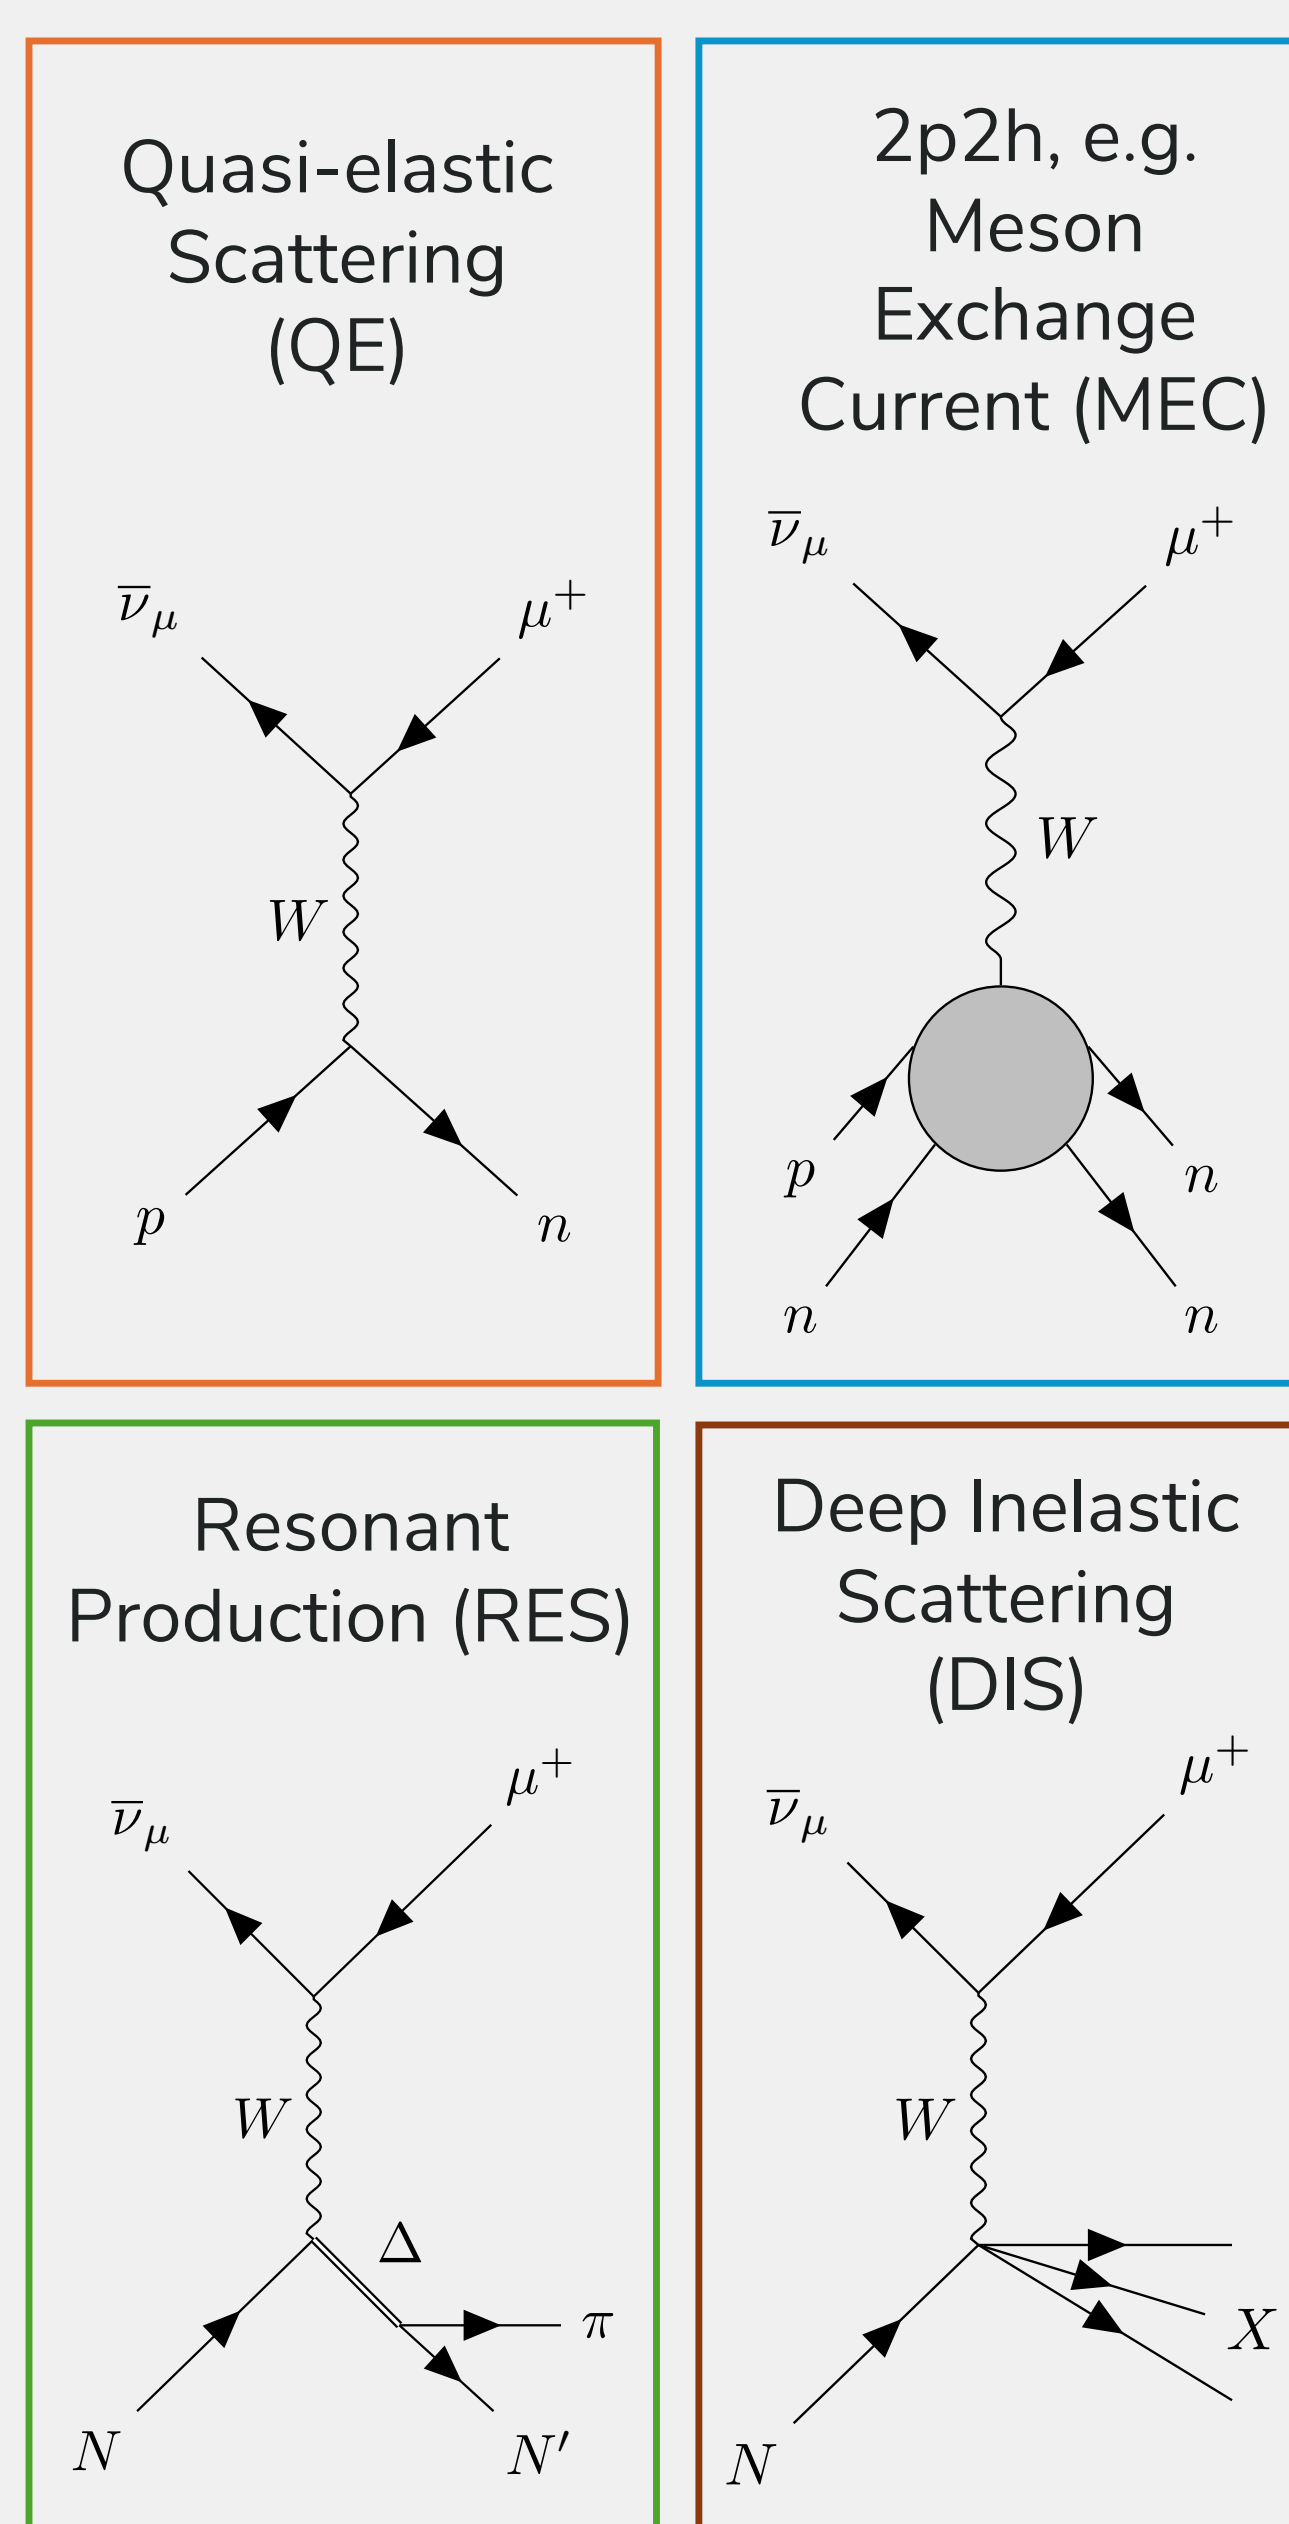 Quasi-elastic
Scattering
(QE)
ν̅μ
μ⁺
W
p
n
2p2h, e.g.
Meson
Exchange
Current (MEC)
ν̅μ
μ⁺
W
p
n
n
n
Resonant
Production (RES)
ν̅μ
μ⁺
W
Δ
π
N
N′
Deep Inelastic
Scattering
(DIS)
ν̅μ
μ⁺
W
X
N